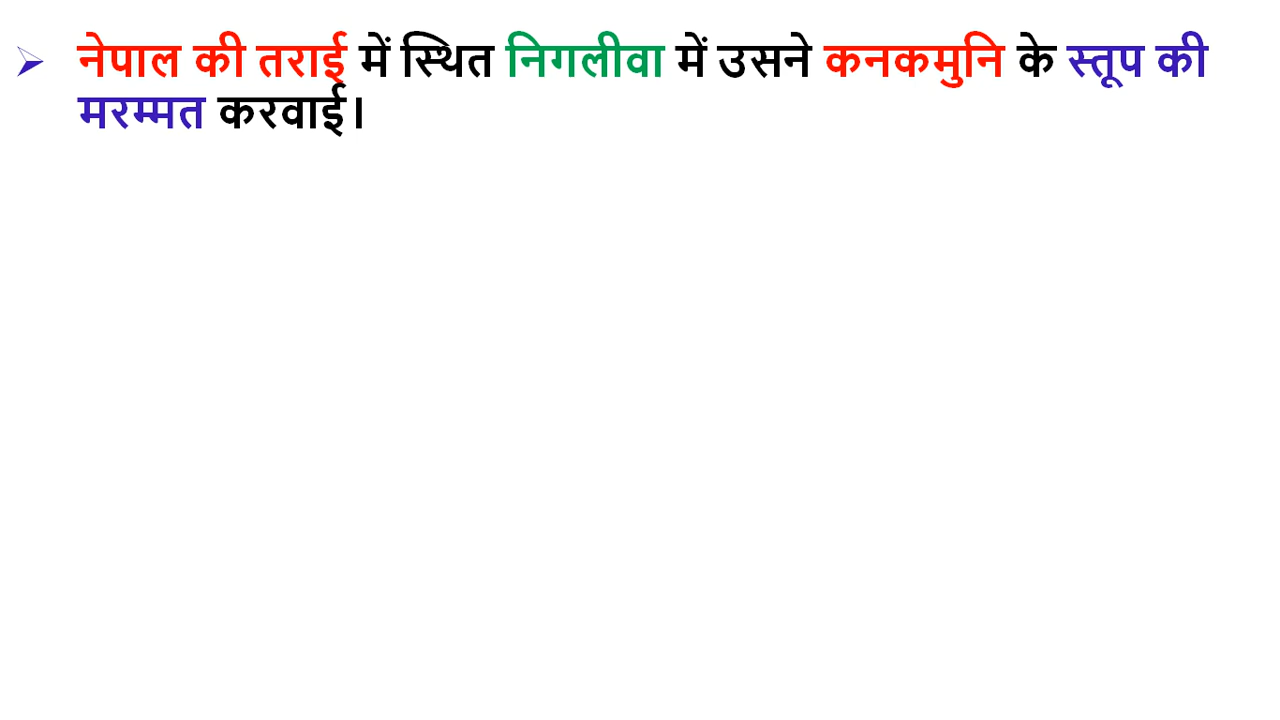 ➢ नेपाल की तराई में स्थित निगलीवा में उसने कनकमुनि के स्तूप की
मरम्मत करवाई।